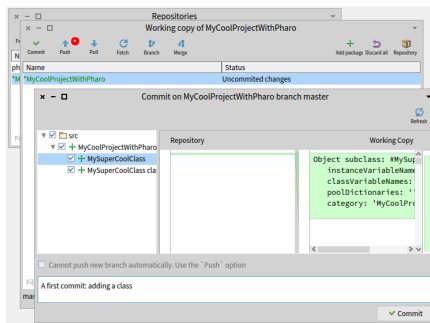 Repositories
Working copy of MyCoolProjectWithPharo
Commit Push Pull Fetch Branch Merge Add package Discard all Repository
Name Status
*MyCoolProjectWithPharo Uncommited changes
Commit on MyCoolProjectWithPharo branch master
Refresh
src
MyCoolProjectWithPharo
MySuperCoolClass
MySuperCoolClass cla
Repository Working Copy
Object subclass: #MySup
instanceVariableName
classVariableNames:
poolDictionaries: '
category: 'MyCoolPro
Cannot push new branch automatically. Use the `Push` option
A first commit: adding a class
Commit